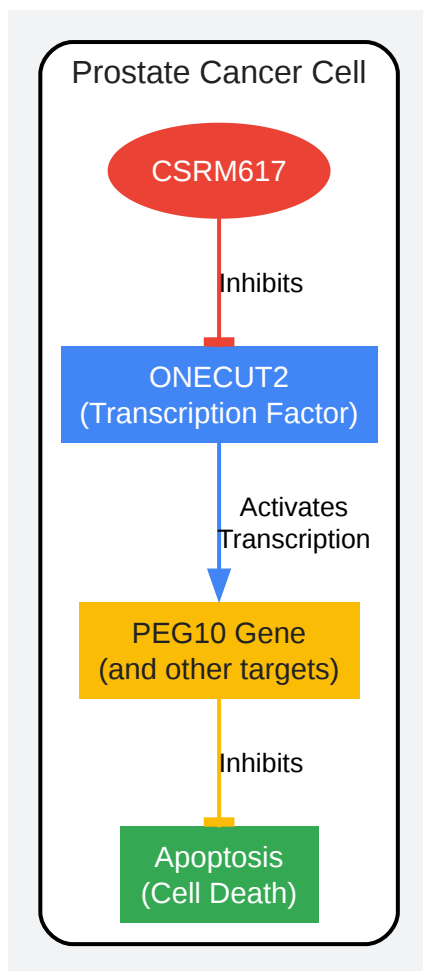 Prostate Cancer Cell
CSRM617
Inhibits
ONECUT2
(Transcription Factor)
Activates
Transcription
PEG10 Gene
(and other targets)
Inhibits
Apoptosis
(Cell Death)